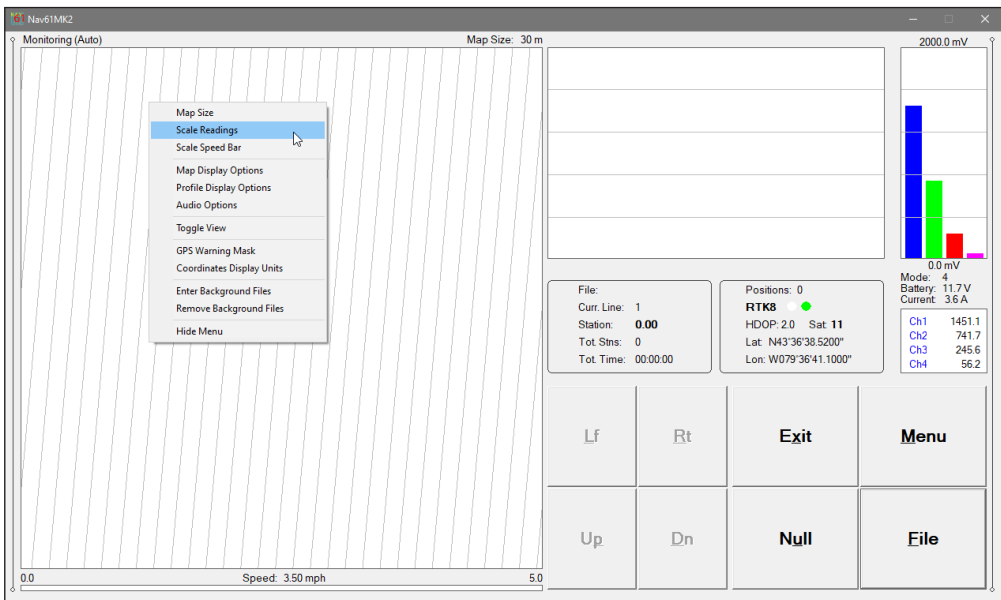 61 Nav61MK2
Monitoring (Auto) Map Size: 30 m
Map Size
Scale Readings
Scale Speed Bar
Map Display Options
Profile Display Options
Audio Options
Toggle View
GPS Warning Mask
Coordinates Display Units
Enter Background Files
Remove Background Files
Hide Menu
0.0 Speed: 3.50 mph 5.0
2000.0 mV
0.0 mV
Mode: 4
Battery: 11.7 V
Current: 3.6 A
File:
Curr. Line: 1
Station: 0.00
Tot. Stns: 0
Tot. Time: 00:00:00
Positions: 0
RTK8
HDOP: 2.0 Sat: 11
Lat: N43°36'38.5200"
Lon: W079°36'41.1000"
Ch1 1451.1
Ch2 741.7
Ch3 245.6
Ch4 56.2
Lf Rt Exit Menu
Up Dn Null File